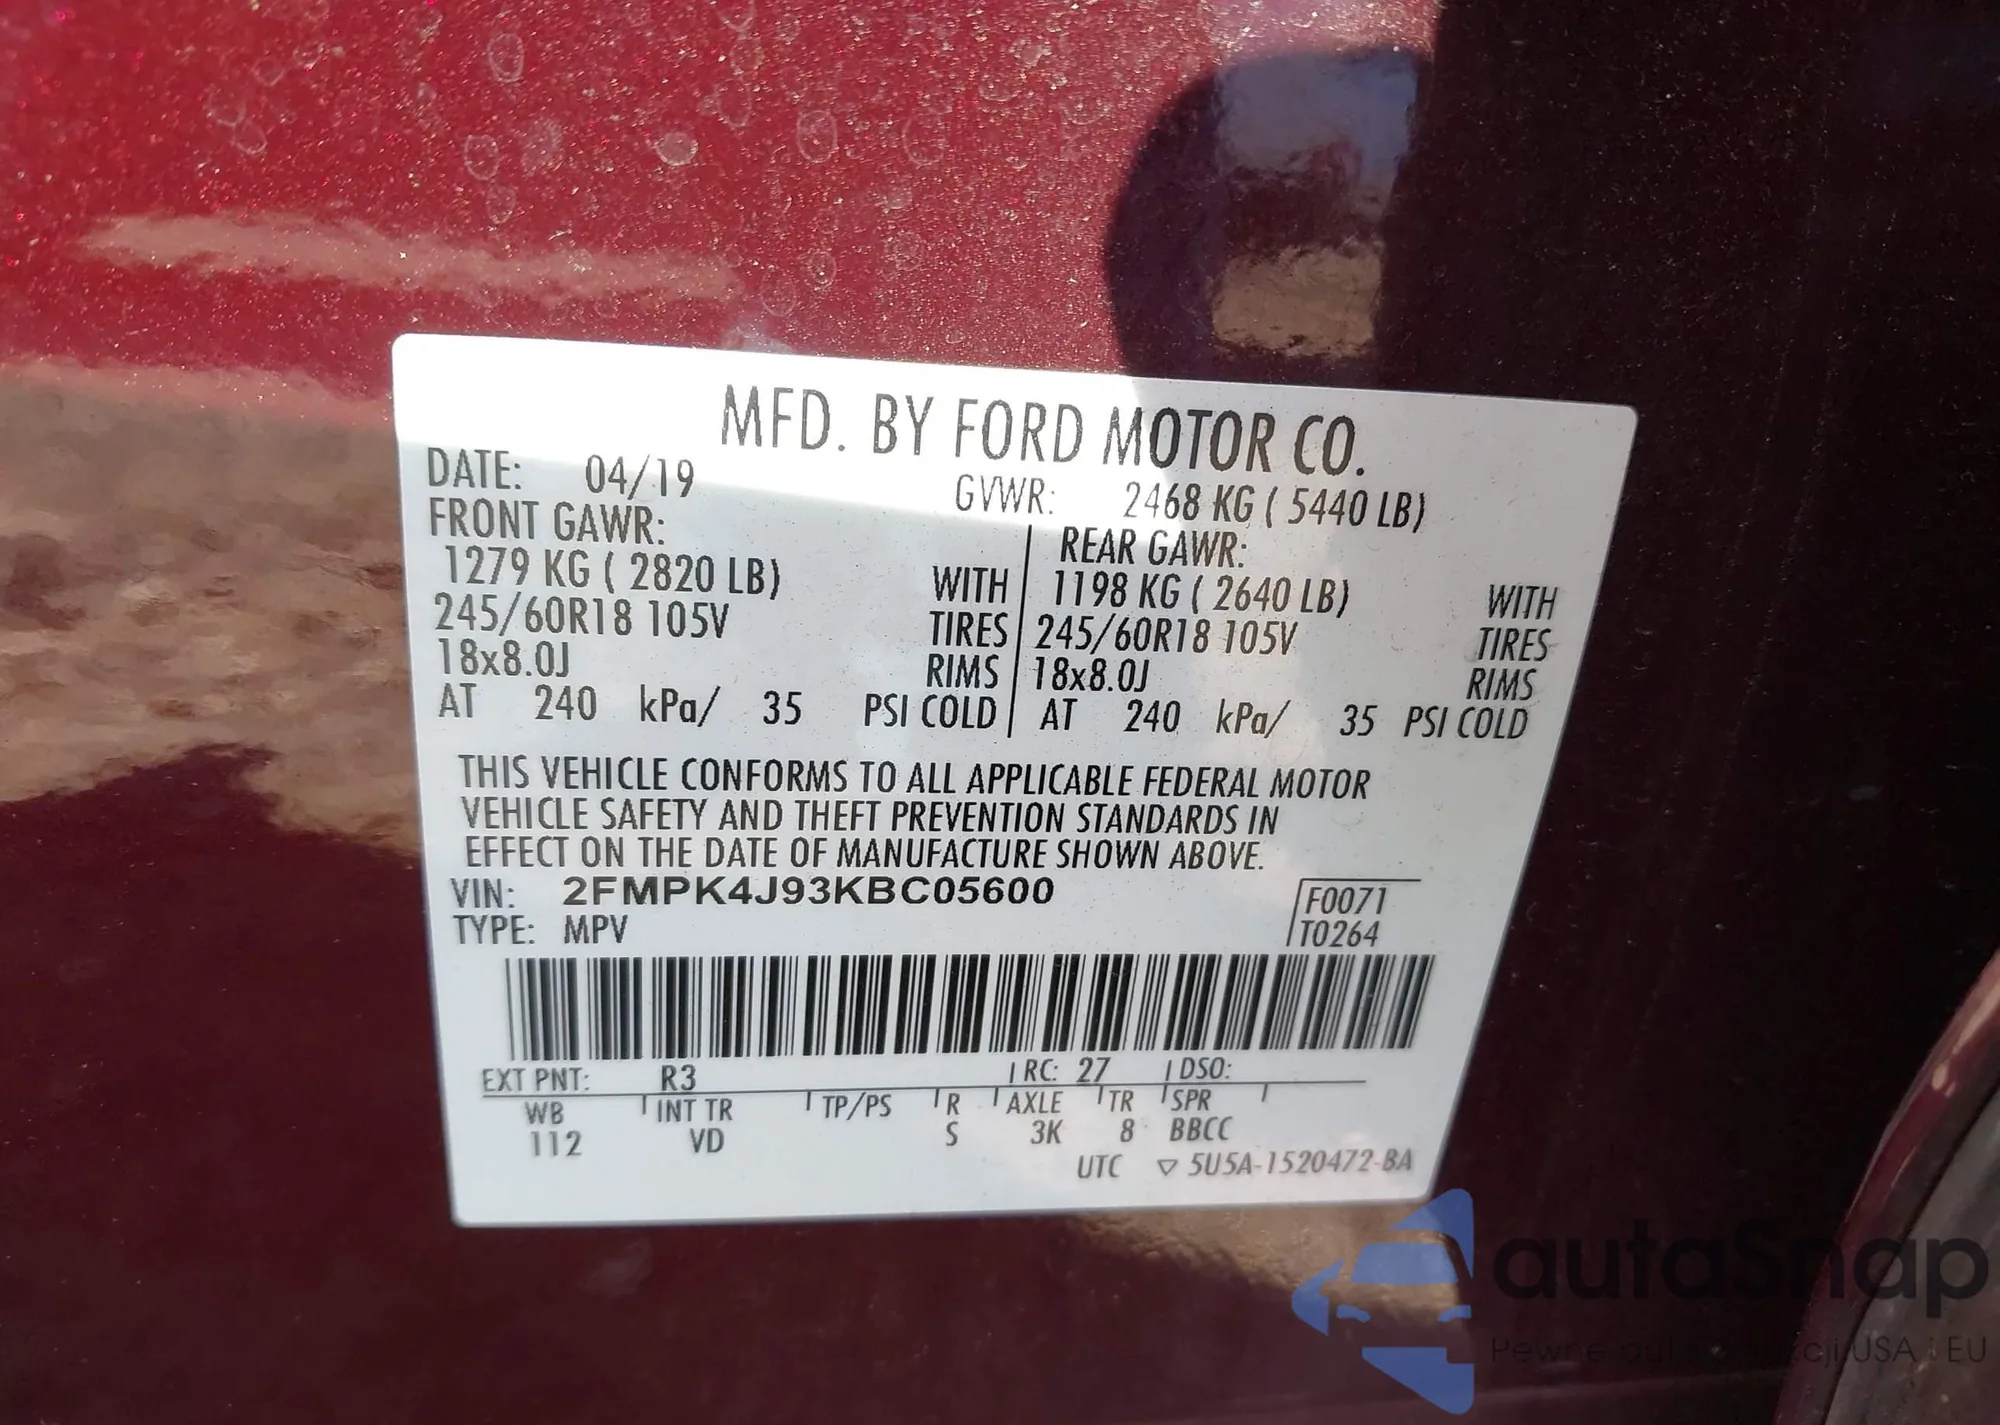 MFD. BY FORD MOTOR CO.
DATE: 04/19 GVWR: 2468 KG ( 5440 LB)
FRONT GAWR: REAR GAWR:
1279 KG ( 2820 LB) WITH 1198 KG ( 2640 LB) WITH
245/60R18 105V TIRES 245/60R18 105V TIRES
18x8.0J RIMS 18x8.0J RIMS
AT 240 kPa/ 35 PSI COLD AT 240 kPa/ 35 PSI COLD
THIS VEHICLE CONFORMS TO ALL APPLICABLE FEDERAL MOTOR
VEHICLE SAFETY AND THEFT PREVENTION STANDARDS IN
EFFECT ON THE DATE OF MANUFACTURE SHOWN ABOVE.
VIN: 2FMPK4J93KBC05600 F0071
TYPE: MPV T0264
EXT PNT: R3 RC: 27 DSO:
WB INT TR TP/PS R AXLE TR SPR
112 VD S 3K 8 BBCC
UTC ▽ 5U5A-1520472-BA
autaSnap
Pewne auta z USA i EU